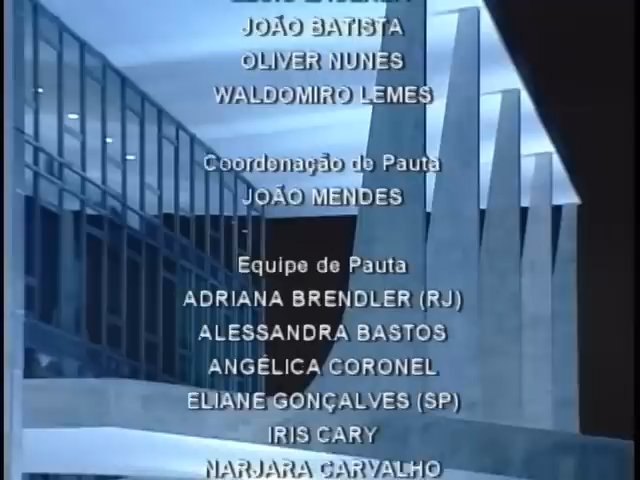 JOÃO BATISTA
OLIVER NUNES
WALDOMIRO LEMES
Coordenação de Pauta
JOÃO MENDES
Equipe de Pauta
ADRIANA BRENDLER (RJ)
ALESSANDRA BASTOS
ANGÉLICA CORONEL
ELIANE GONÇALVES (SP)
IRIS CARY
NARJARA CARVALHO